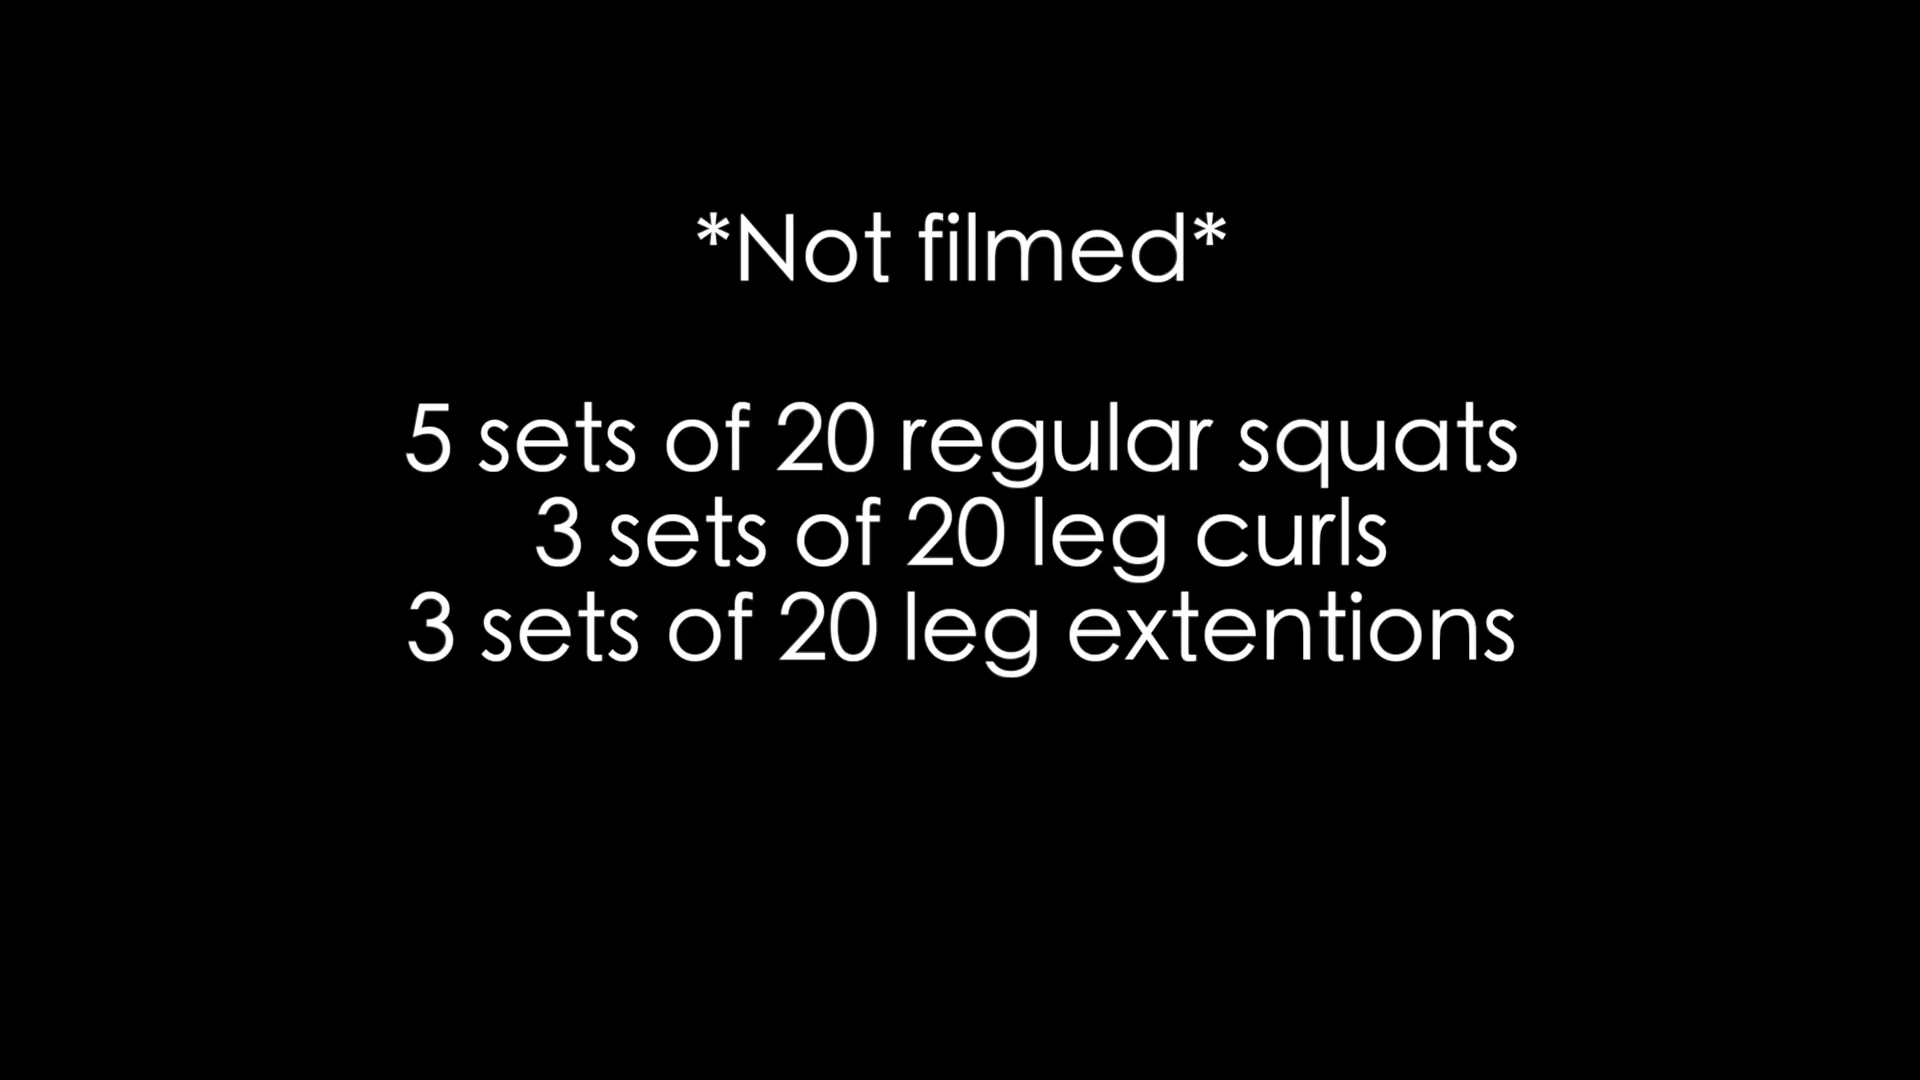 *Not filmed*
5 sets of 20 regular squats
3 sets of 20 leg curls
3 sets of 20 leg extentions